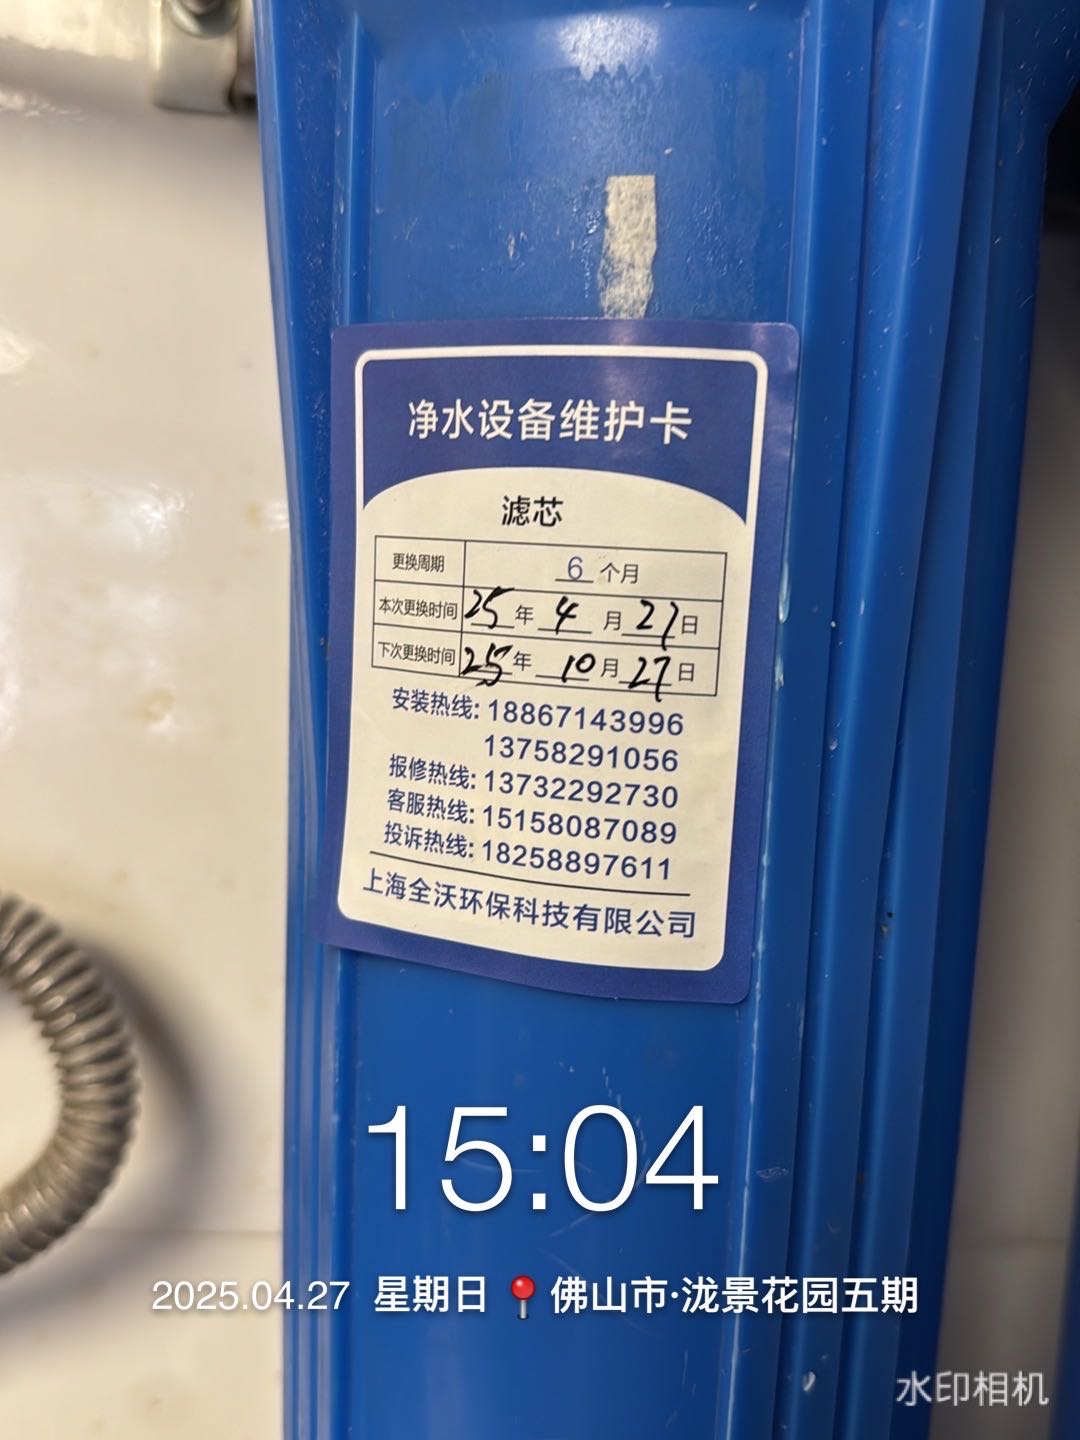 净水设备维护卡
滤芯
更换周期 6 个月
本次更换时间 25 年 4 月 27 日
下次更换时间 25 年 10 月 27 日
安装热线: 18867143996
13758291056
报修热线: 13732292730
客服热线: 15158087089
投诉热线: 18258897611
上海全沃环保科技有限公司
15:04
2025.04.27 星期日 📍佛山市·泷景花园五期
水印相机